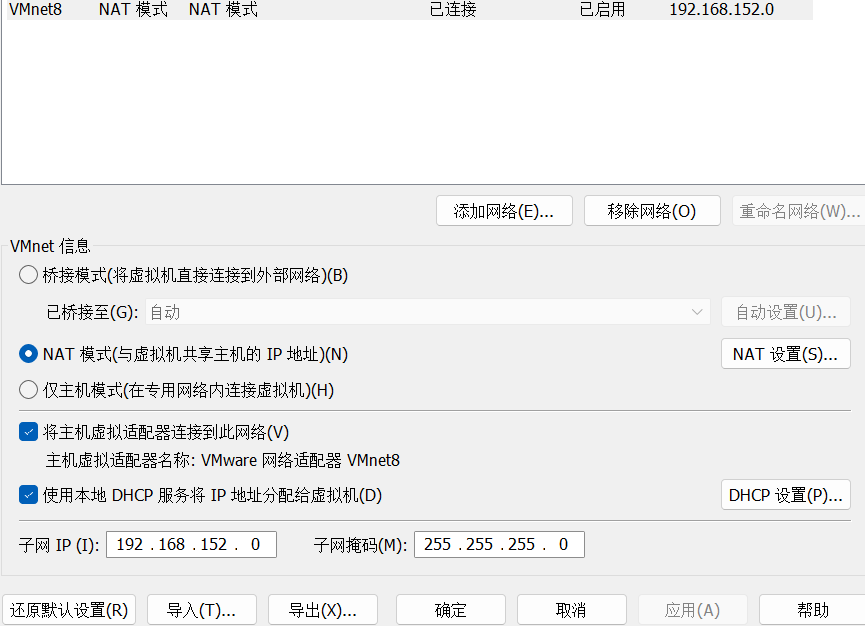 VMnet8 NAT 模式 NAT 模式 已连接 已启用 192.168.152.0
添加网络(E)... 移除网络(O) 重命名网络(W)...
VMnet 信息
桥接模式(将虚拟机直接连接到外部网络)(B)
已桥接至(G): 自动 自动设置(U)...
NAT 模式(与虚拟机共享主机的 IP 地址)(N) NAT 设置(S)...
仅主机模式(在专用网络内连接虚拟机)(H)
将主机虚拟适配器连接到此网络(V)
主机虚拟适配器名称: VMware 网络适配器 VMnet8
使用本地 DHCP 服务将 IP 地址分配给虚拟机(D) DHCP 设置(P)...
子网 IP (I): 192 . 168 . 152 . 0 子网掩码(M): 255 . 255 . 255 . 0
还原默认设置(R) 导入(T)... 导出(X)... 确定 取消 应用(A) 帮助